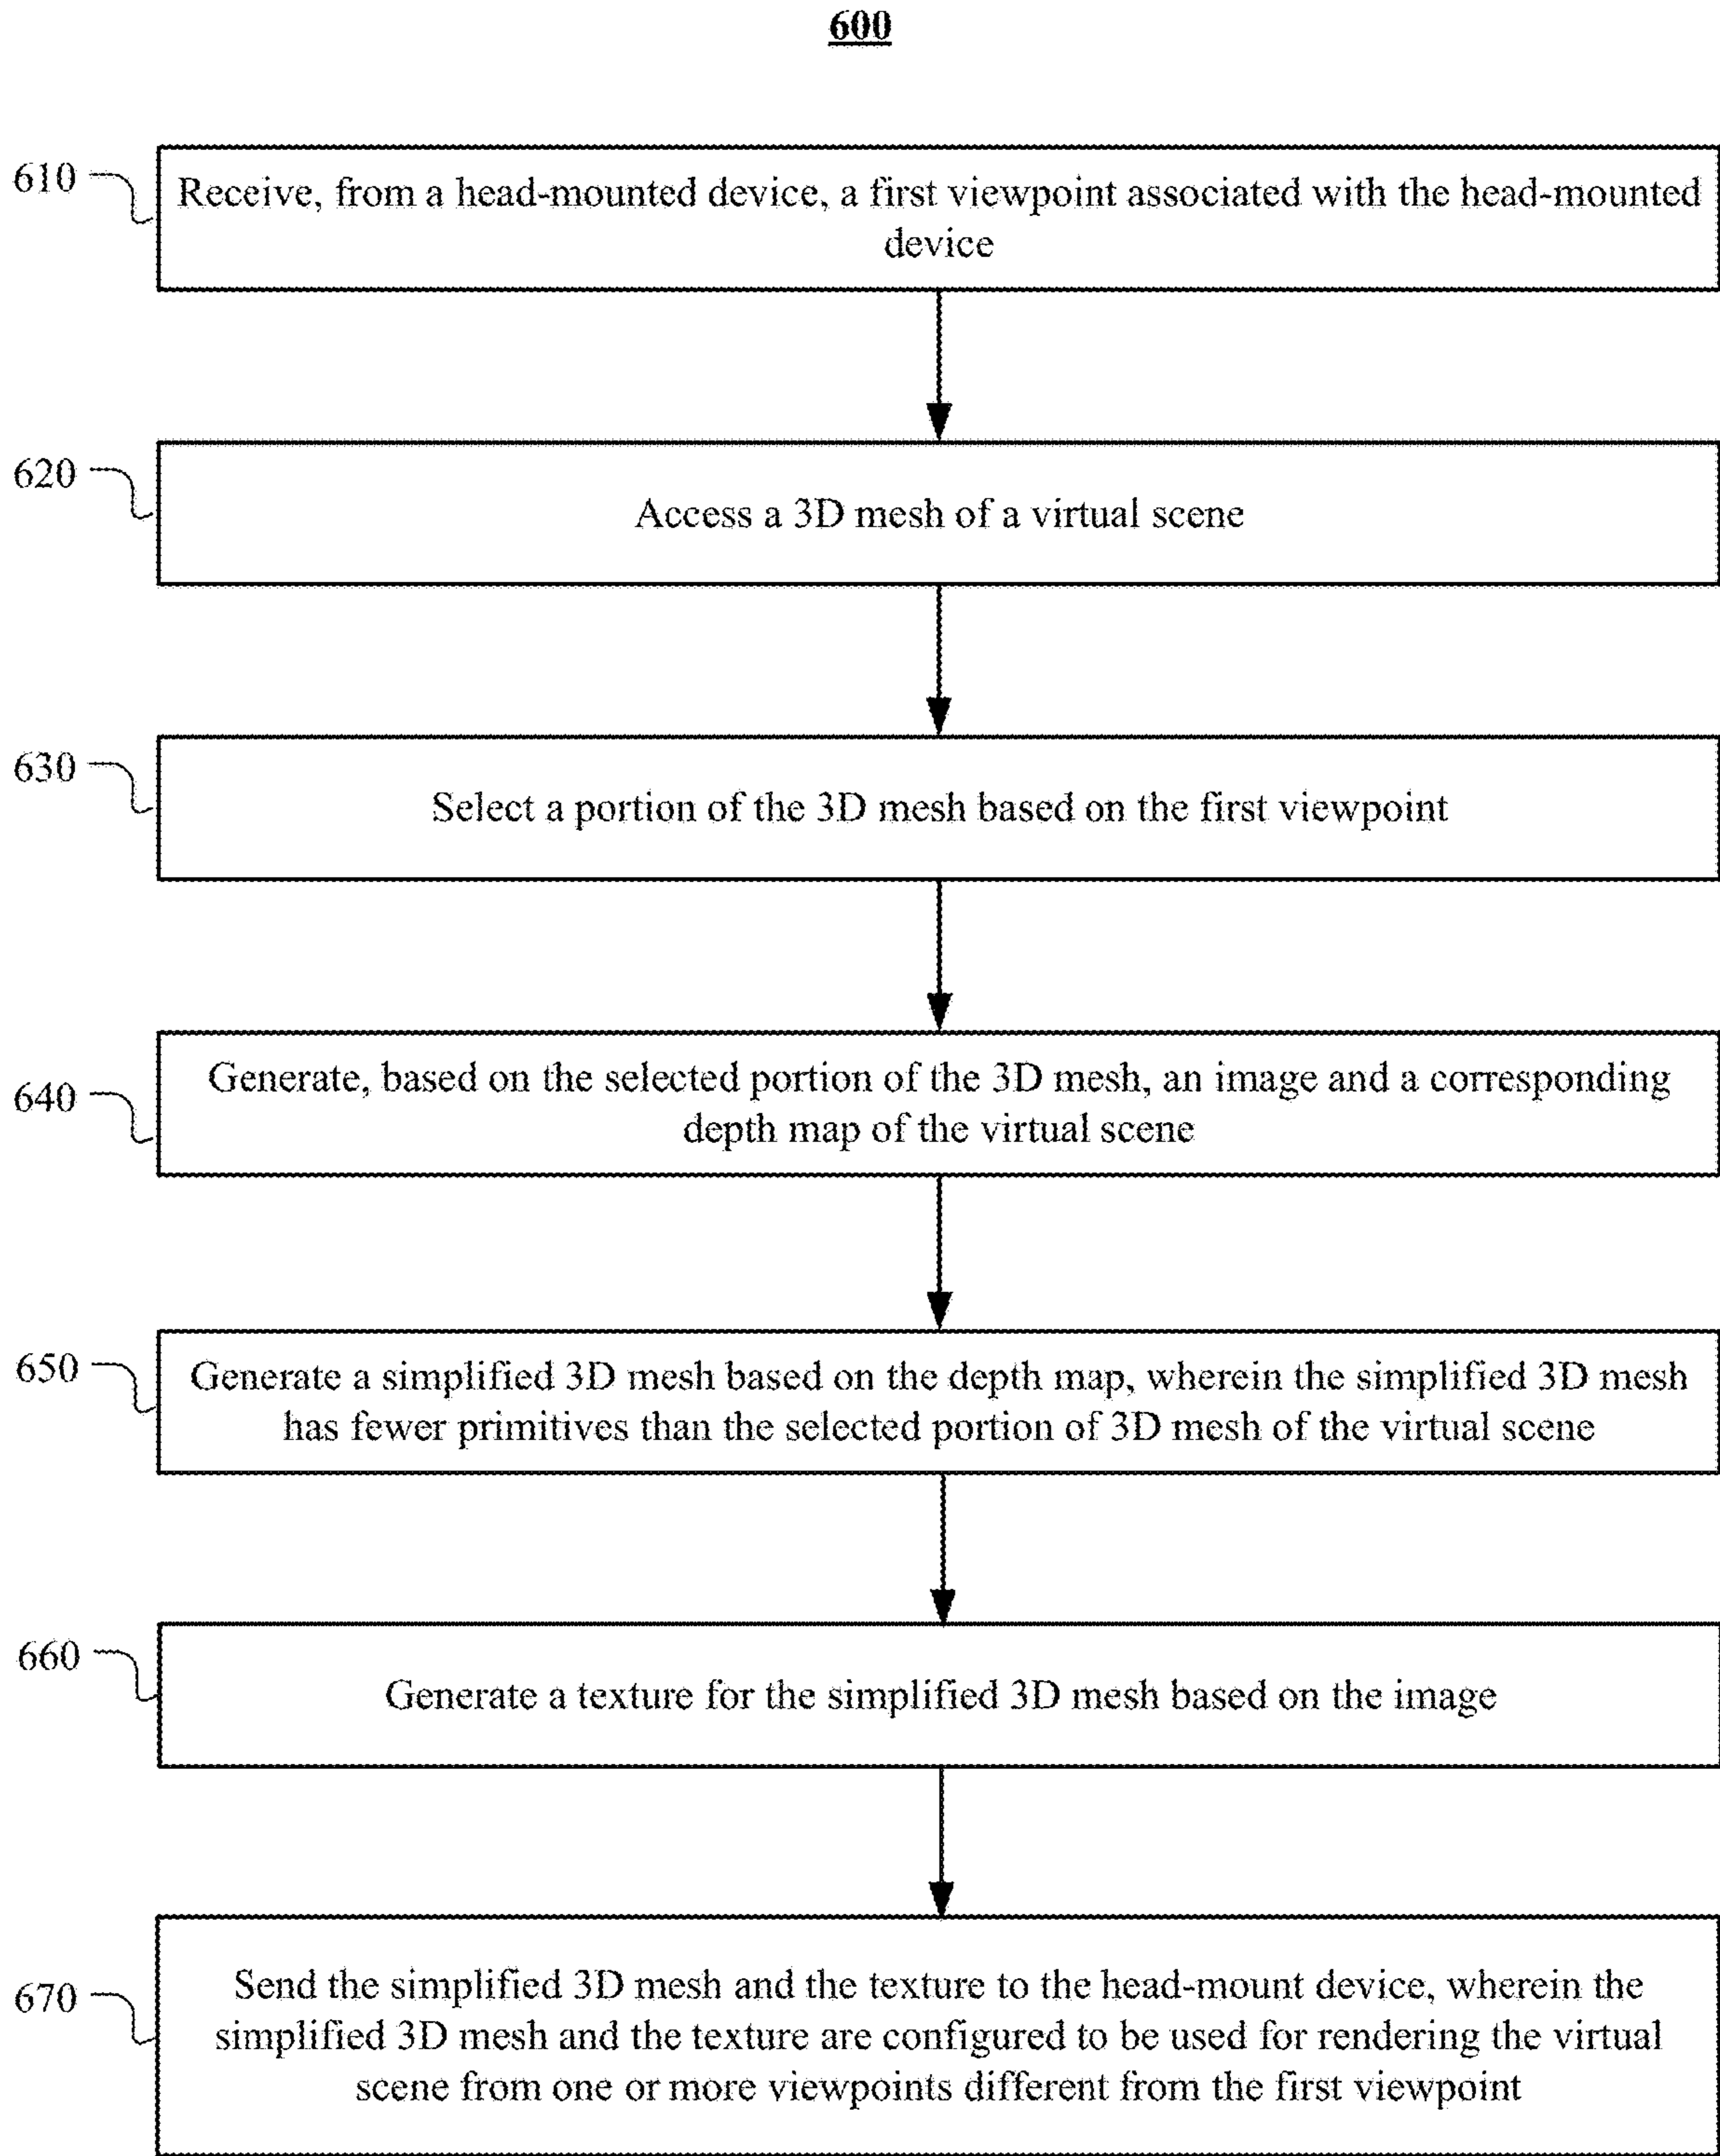 600
610
Receive, from a head-mounted device, a first viewpoint associated with the head-mounted
device
620
Access a 3D mesh of a virtual scene
630
Select a portion of the 3D mesh based on the first viewpoint
640
Generate, based on the selected portion of the 3D mesh, an image and a corresponding
depth map of the virtual scene
650
Generate a simplified 3D mesh based on the depth map, wherein the simplified 3D mesh
has fewer primitives than the selected portion of 3D mesh of the virtual scene
660
Generate a texture for the simplified 3D mesh based on the image
670
Send the simplified 3D mesh and the texture to the head-mount device, wherein the
simplified 3D mesh and the texture are configured to be used for rendering the virtual
scene from one or more viewpoints different from the first viewpoint